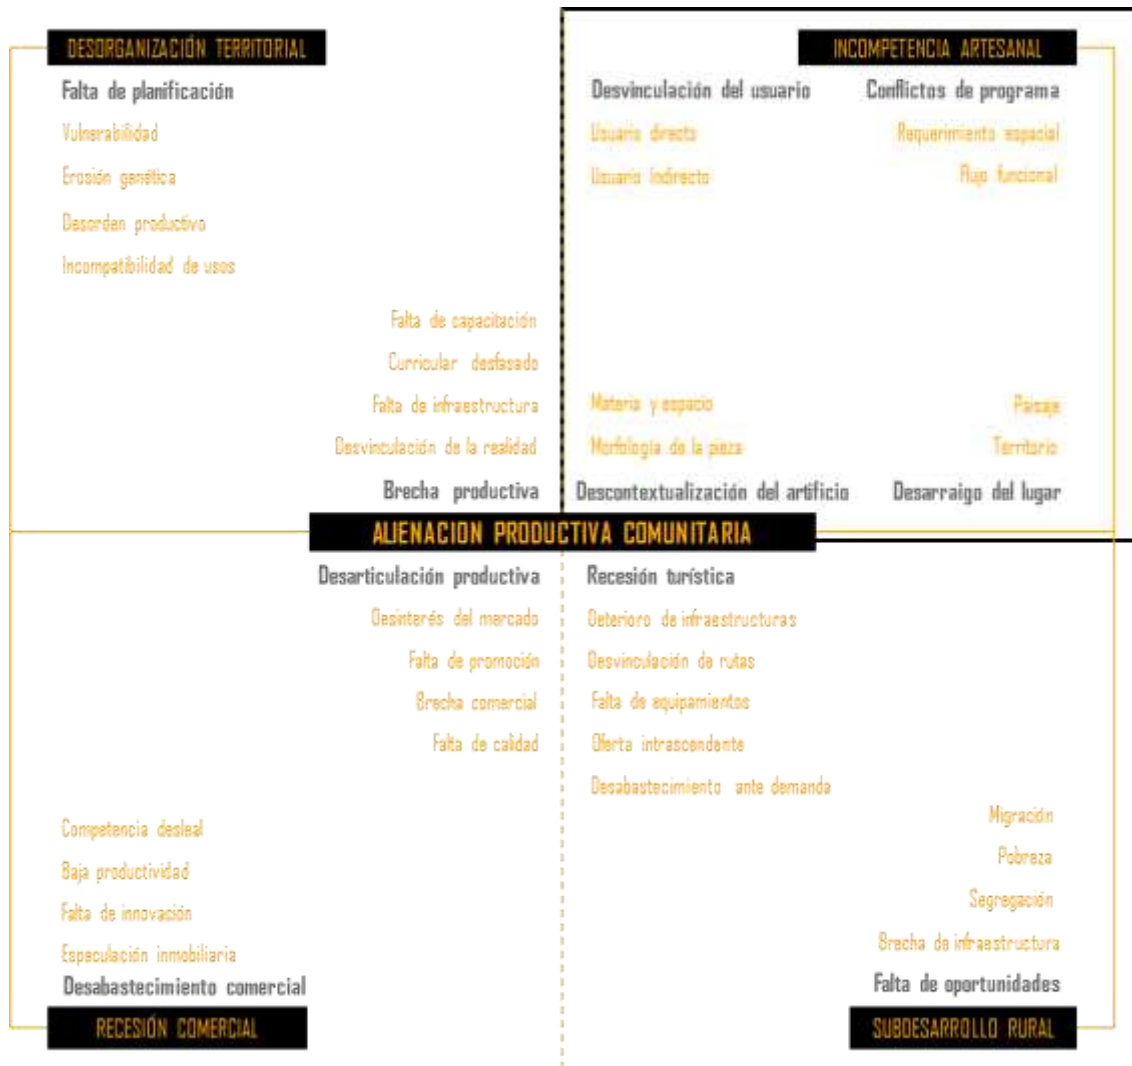 DESORGANIZACIÓN TERRITORIAL
Falta de planificación
Vulnerabilidad
Erosión genética
Desorden productivo
Incompatibilidad de usos
Falta de capacitación
Curricular desfasado
Falta de infraestructura
Desvinculación de la realidad
Brecha productiva
INCOMPETENCIA ARTESANAL
Desvinculación del usuario
Conflictos de programa
Usuario directo
Requerimiento espacial
Usuario Indirecto
Flujo funcional
Materia y espacio
Paisaje
Morfología de la pieza
Territorio
Descontextualización del artificio
Desarraigo del lugar
ALIENACION PRODUCTIVA COMUNITARIA
Desarticulación productiva
Desinterés del mercado
Falta de promoción
Brecha comercial
Falta de calidad
Competencia desleal
Baja productividad
Falta de innovación
Especulación inmobiliaria
Desabastecimiento comercial
RECESIÓN COMERCIAL
Recesión turística
Deterioro de infraestructuras
Desvinculación de rutas
Falta de equipamientos
Oferta intrascendente
Desabastecimiento ante demanda
Migración
Pobreza
Segregación
Brecha de infraestructura
Falta de oportunidades
SUBDESARROLLO RURAL